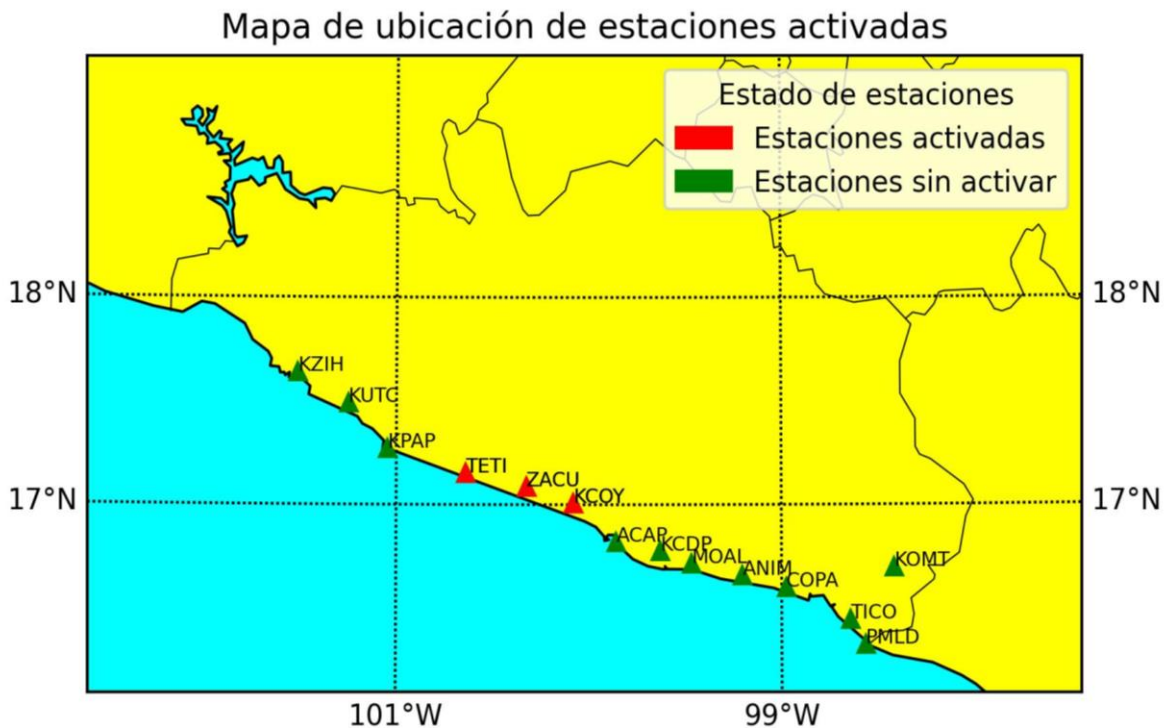 Mapa de ubicación de estaciones activadas
Estado de estaciones
Estaciones activadas
Estaciones sin activar
18°N
18°N
KZIH
KUTC
KPAP
TETI
ZACU
KCOY
17°N
17°N
ACAP
KCDP
MOAL
ANIM
COPA
KOMT
TICO
PMLD
101°W
99°W